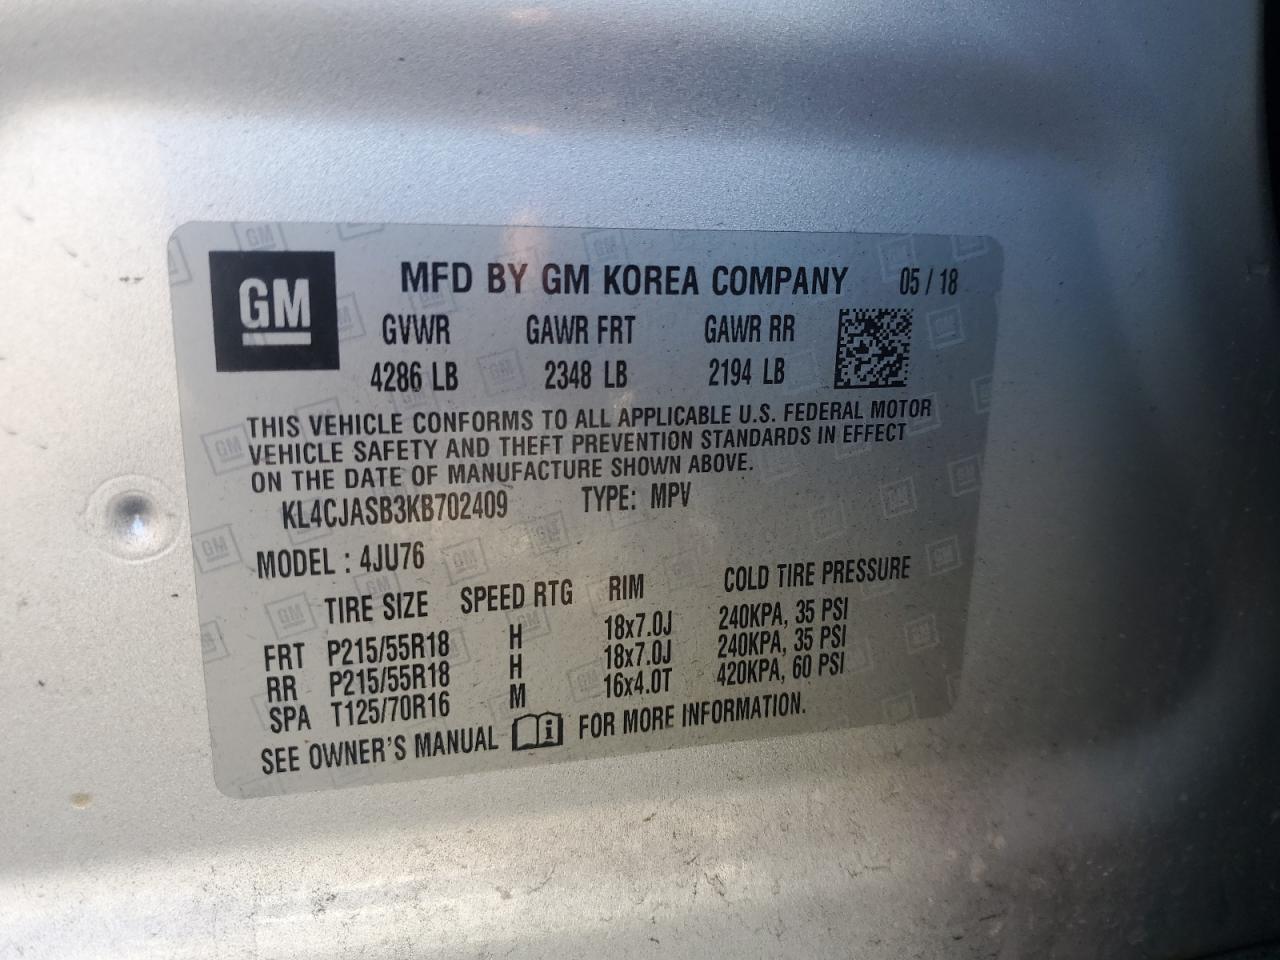 GM
MFD BY GM KOREA COMPANY 05 / 18
GVWR GAWR FRT GAWR RR
4286 LB 2348 LB 2194 LB
THIS VEHICLE CONFORMS TO ALL APPLICABLE U.S. FEDERAL MOTOR
VEHICLE SAFETY AND THEFT PREVENTION STANDARDS IN EFFECT
ON THE DATE OF MANUFACTURE SHOWN ABOVE.
KL4CJASB3KB702409 TYPE: MPV
MODEL : 4JU76
TIRE SIZE SPEED RTG RIM COLD TIRE PRESSURE
FRT P215/55R18 H 18x7.0J 240KPA, 35 PSI
RR P215/55R18 H 18x7.0J 240KPA, 35 PSI
SPA T125/70R16 M 16x4.0T 420KPA, 60 PSI
SEE OWNER'S MANUAL i FOR MORE INFORMATION.